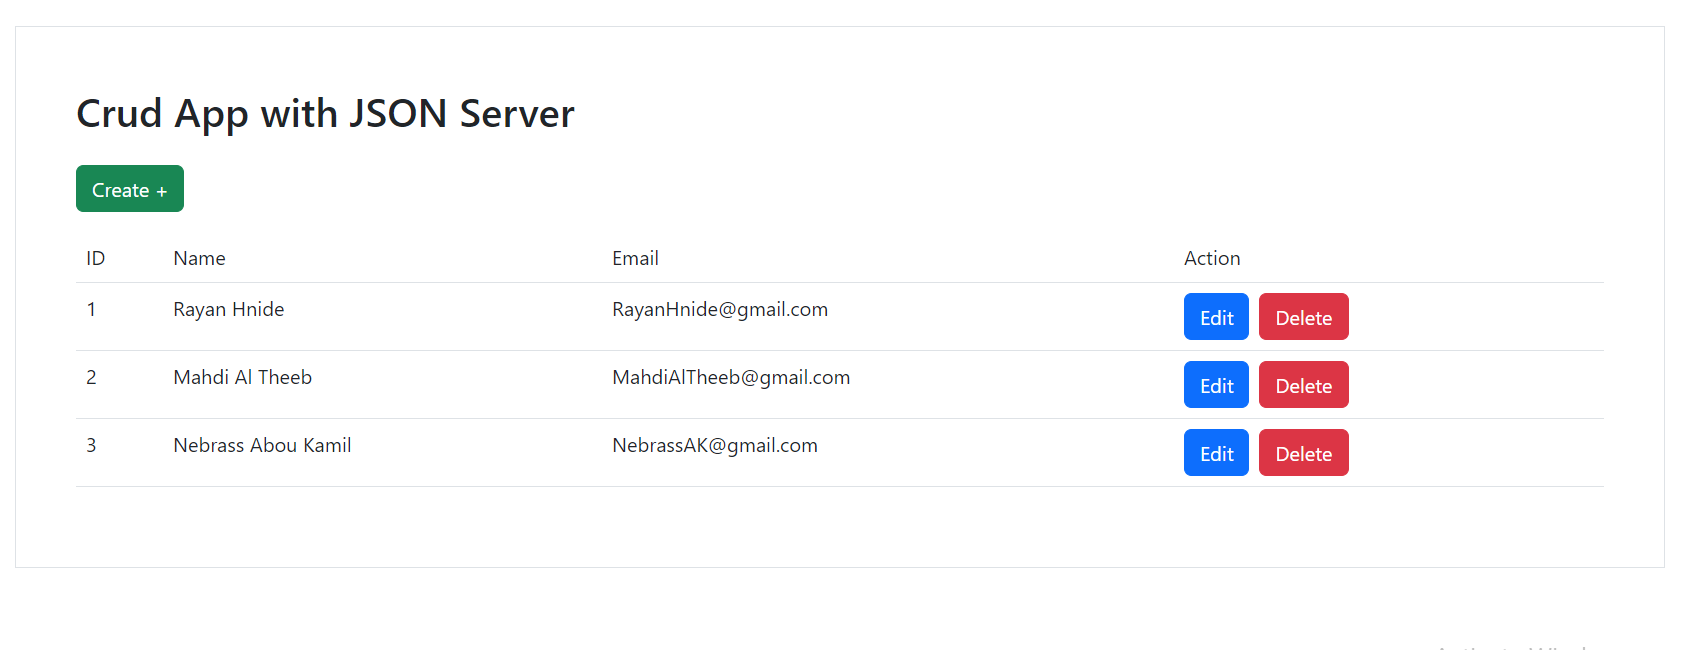 Crud App with JSON Server
Create +
ID Name Email Action
1 Rayan Hnide RayanHnide@gmail.com Edit Delete
2 Mahdi Al Theeb MahdiAlTheeb@gmail.com Edit Delete
3 Nebrass Abou Kamil NebrassAK@gmail.com Edit Delete